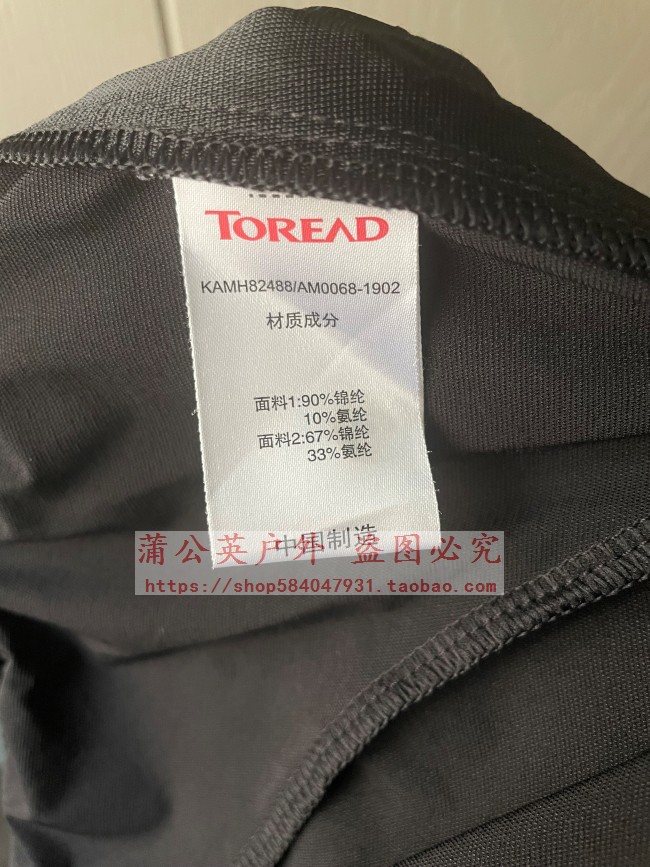 TOREAD
KAMH82488/AM0068-1902
材质成分
面料1:90%锦纶
10%氨纶
面料2:67%锦纶
33%氨纶
中国制造
蒲公英户外 盗图必究
https://shop584047931.taobao.com